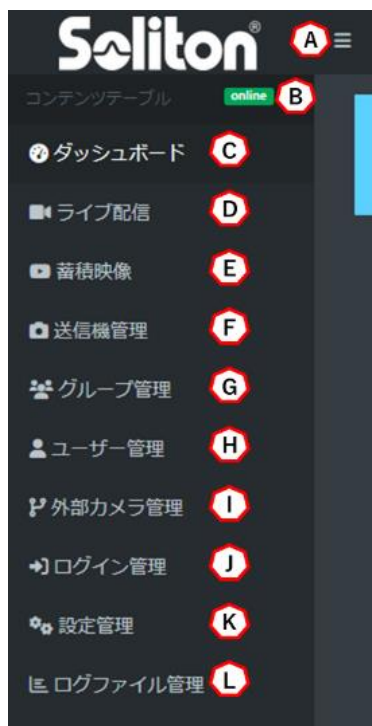 Soliton® A
コンテンツテーブル online B
ダッシュボード C
ライブ配信 D
蓄積映像 E
送信機管理 F
グループ管理 G
ユーザー管理 H
外部カメラ管理 I
ログイン管理 J
設定管理 K
ログファイル管理 L